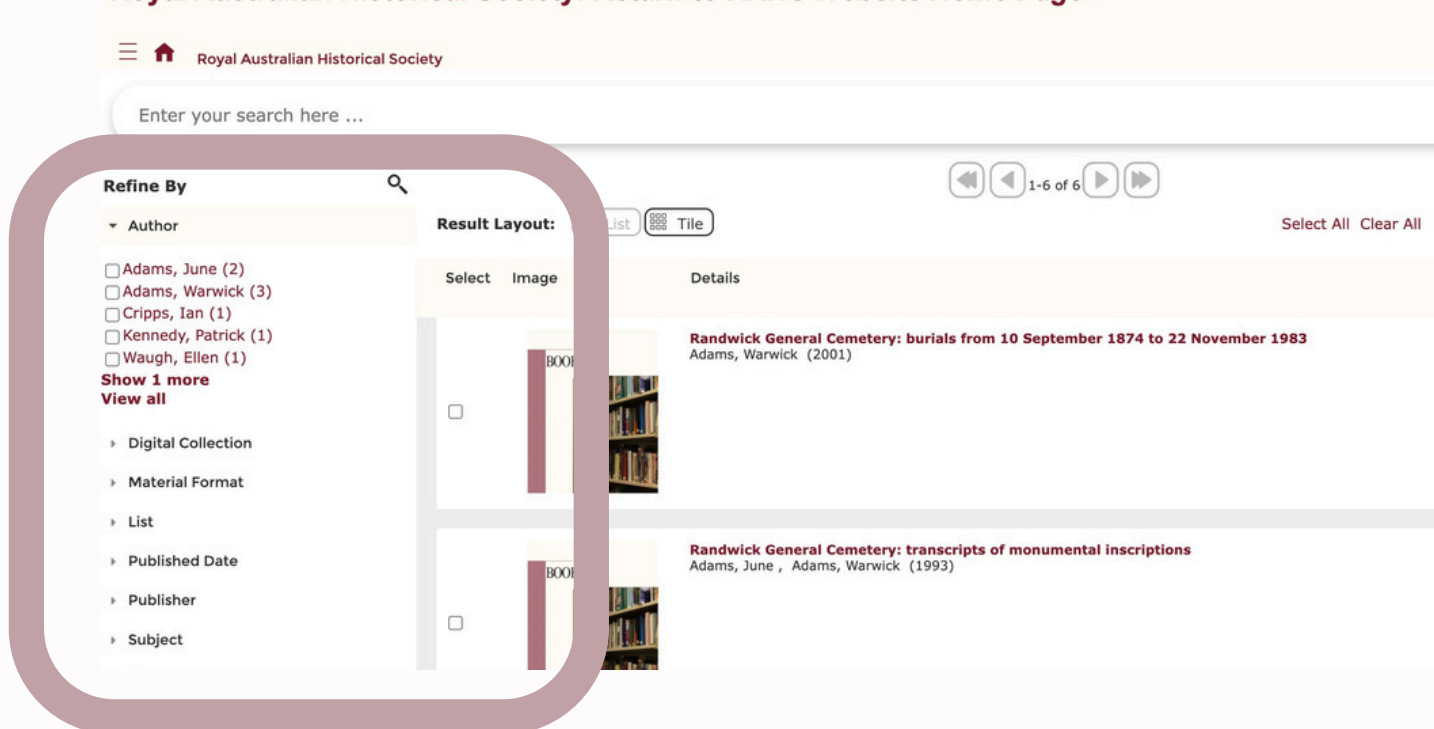 Royal Australian Historical Society
Enter your search here ...
Refine By
Author
Adams, June (2)
Adams, Warwick (3)
Cripps, Ian (1)
Kennedy, Patrick (1)
Waugh, Ellen (1)
Show 1 more
View all
Digital Collection
Material Format
List
Published Date
Publisher
Subject
1-6 of 6
Result Layout: List Tile
Select All Clear All
Select Image Details
Randwick General Cemetery: burials from 10 September 1874 to 22 November 1983
Adams, Warwick (2001)
Randwick General Cemetery: transcripts of monumental inscriptions
Adams, June , Adams, Warwick (1993)